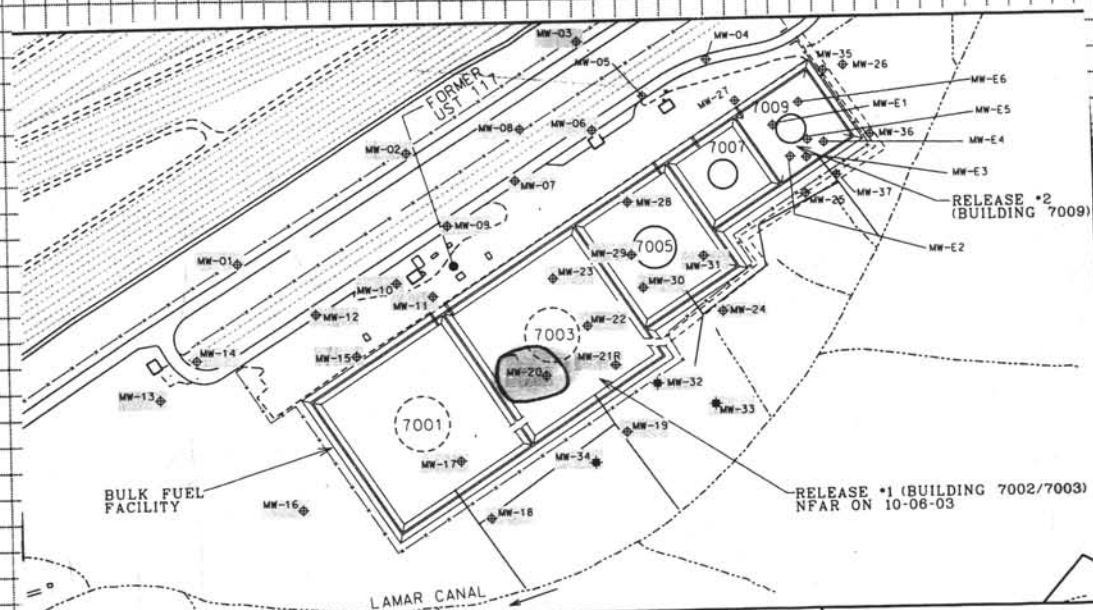 MW-03
MW-04
MW-05
MW-35
MW-26
FORMER
UST 117
MW-27
MW-E6
7009
MW-E1
MW-E5
MW-08
MW-06
MW-36
MW-E4
MW-02
7007
MW-E3
MW-07
MW-37
MW-25
RELEASE *2
(BUILDING 7009)
MW-28
MW-09
MW-E2
7005
MW-29
MW-01
MW-31
MW-23
MW-10
MW-30
MW-11
MW-24
MW-12
MW-22
7003
MW-15
MW-14
MW-21R
MW-20
MW-32
MW-13
MW-33
7001
MW-19
MW-17
MW-34
BULK FUEL
FACILITY
RELEASE *1 (BUILDING 7002/7003)
NFAR ON 10-06-03
MW-16
MW-18
LAMAR CANAL